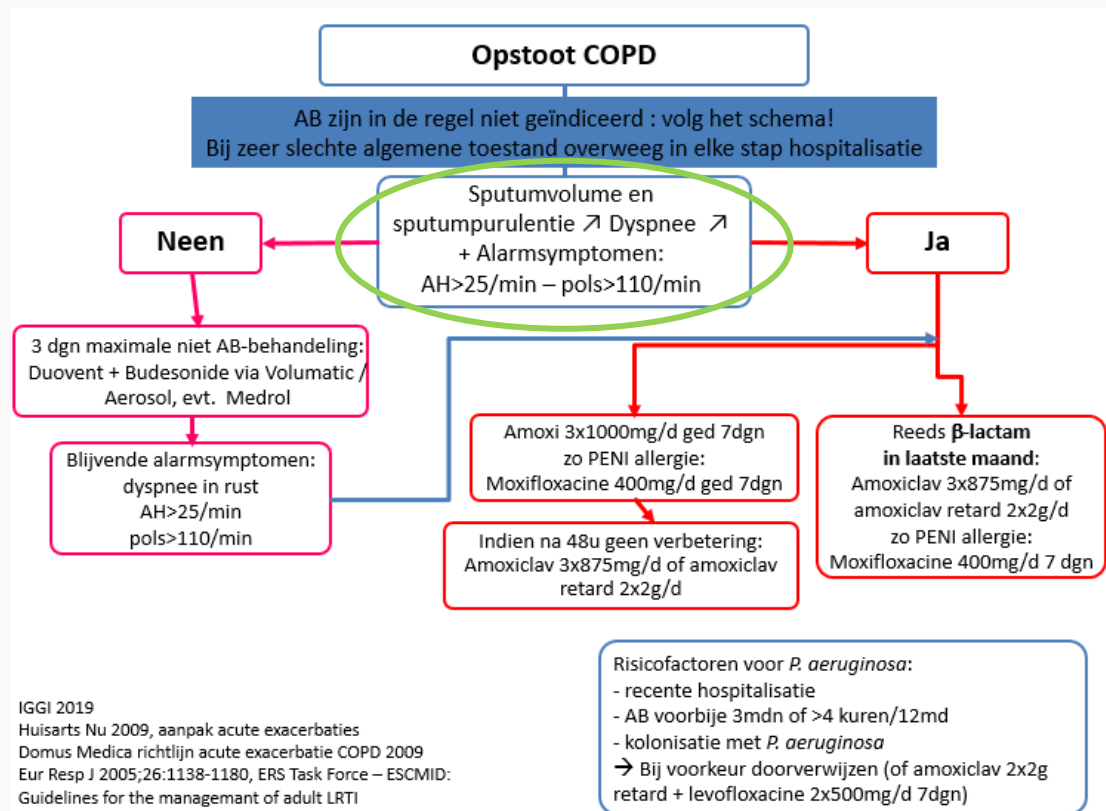 Opstoot COPD
AB zijn in de regel niet geïndiceerd : volg het schema!
Bij zeer slechte algemene toestand overweeg in elke stap hospitalisatie
Sputumvolume en
sputumpurulentie ↗ Dyspnee ↗
+ Alarmsymptomen:
AH>25/min – pols>110/min
Neen
Ja
3 dgn maximale niet AB-behandeling:
Duovent + Budesonide via Volumatic /
Aerosol, evt. Medrol
Blijvende alarmsymptomen:
dyspnee in rust
AH>25/min
pols>110/min
Amoxi 3x1000mg/d ged 7dgn
zo PENI allergie:
Moxifloxacine 400mg/d ged 7dgn
Indien na 48u geen verbetering:
Amoxiclav 3x875mg/d of amoxiclav
retard 2x2g/d
Reeds β-lactam
in laatste maand:
Amoxiclav 3x875mg/d of
amoxiclav retard 2x2g/d
zo PENI allergie:
Moxifloxacine 400mg/d 7 dgn
Risicofactoren voor P. aeruginosa:
- recente hospitalisatie
- AB voorbije 3mdn of >4 kuren/12md
- kolonisatie met P. aeruginosa
→ Bij voorkeur doorverwijzen (of amoxiclav 2x2g
retard + levofloxacine 2x500mg/d 7dgn)
IGGI 2019
Huisarts Nu 2009, aanpak acute exacerbaties
Domus Medica richtlijn acute exacerbatie COPD 2009
Eur Resp J 2005;26:1138-1180, ERS Task Force – ESCMID:
Guidelines for the managemant of adult LRTI